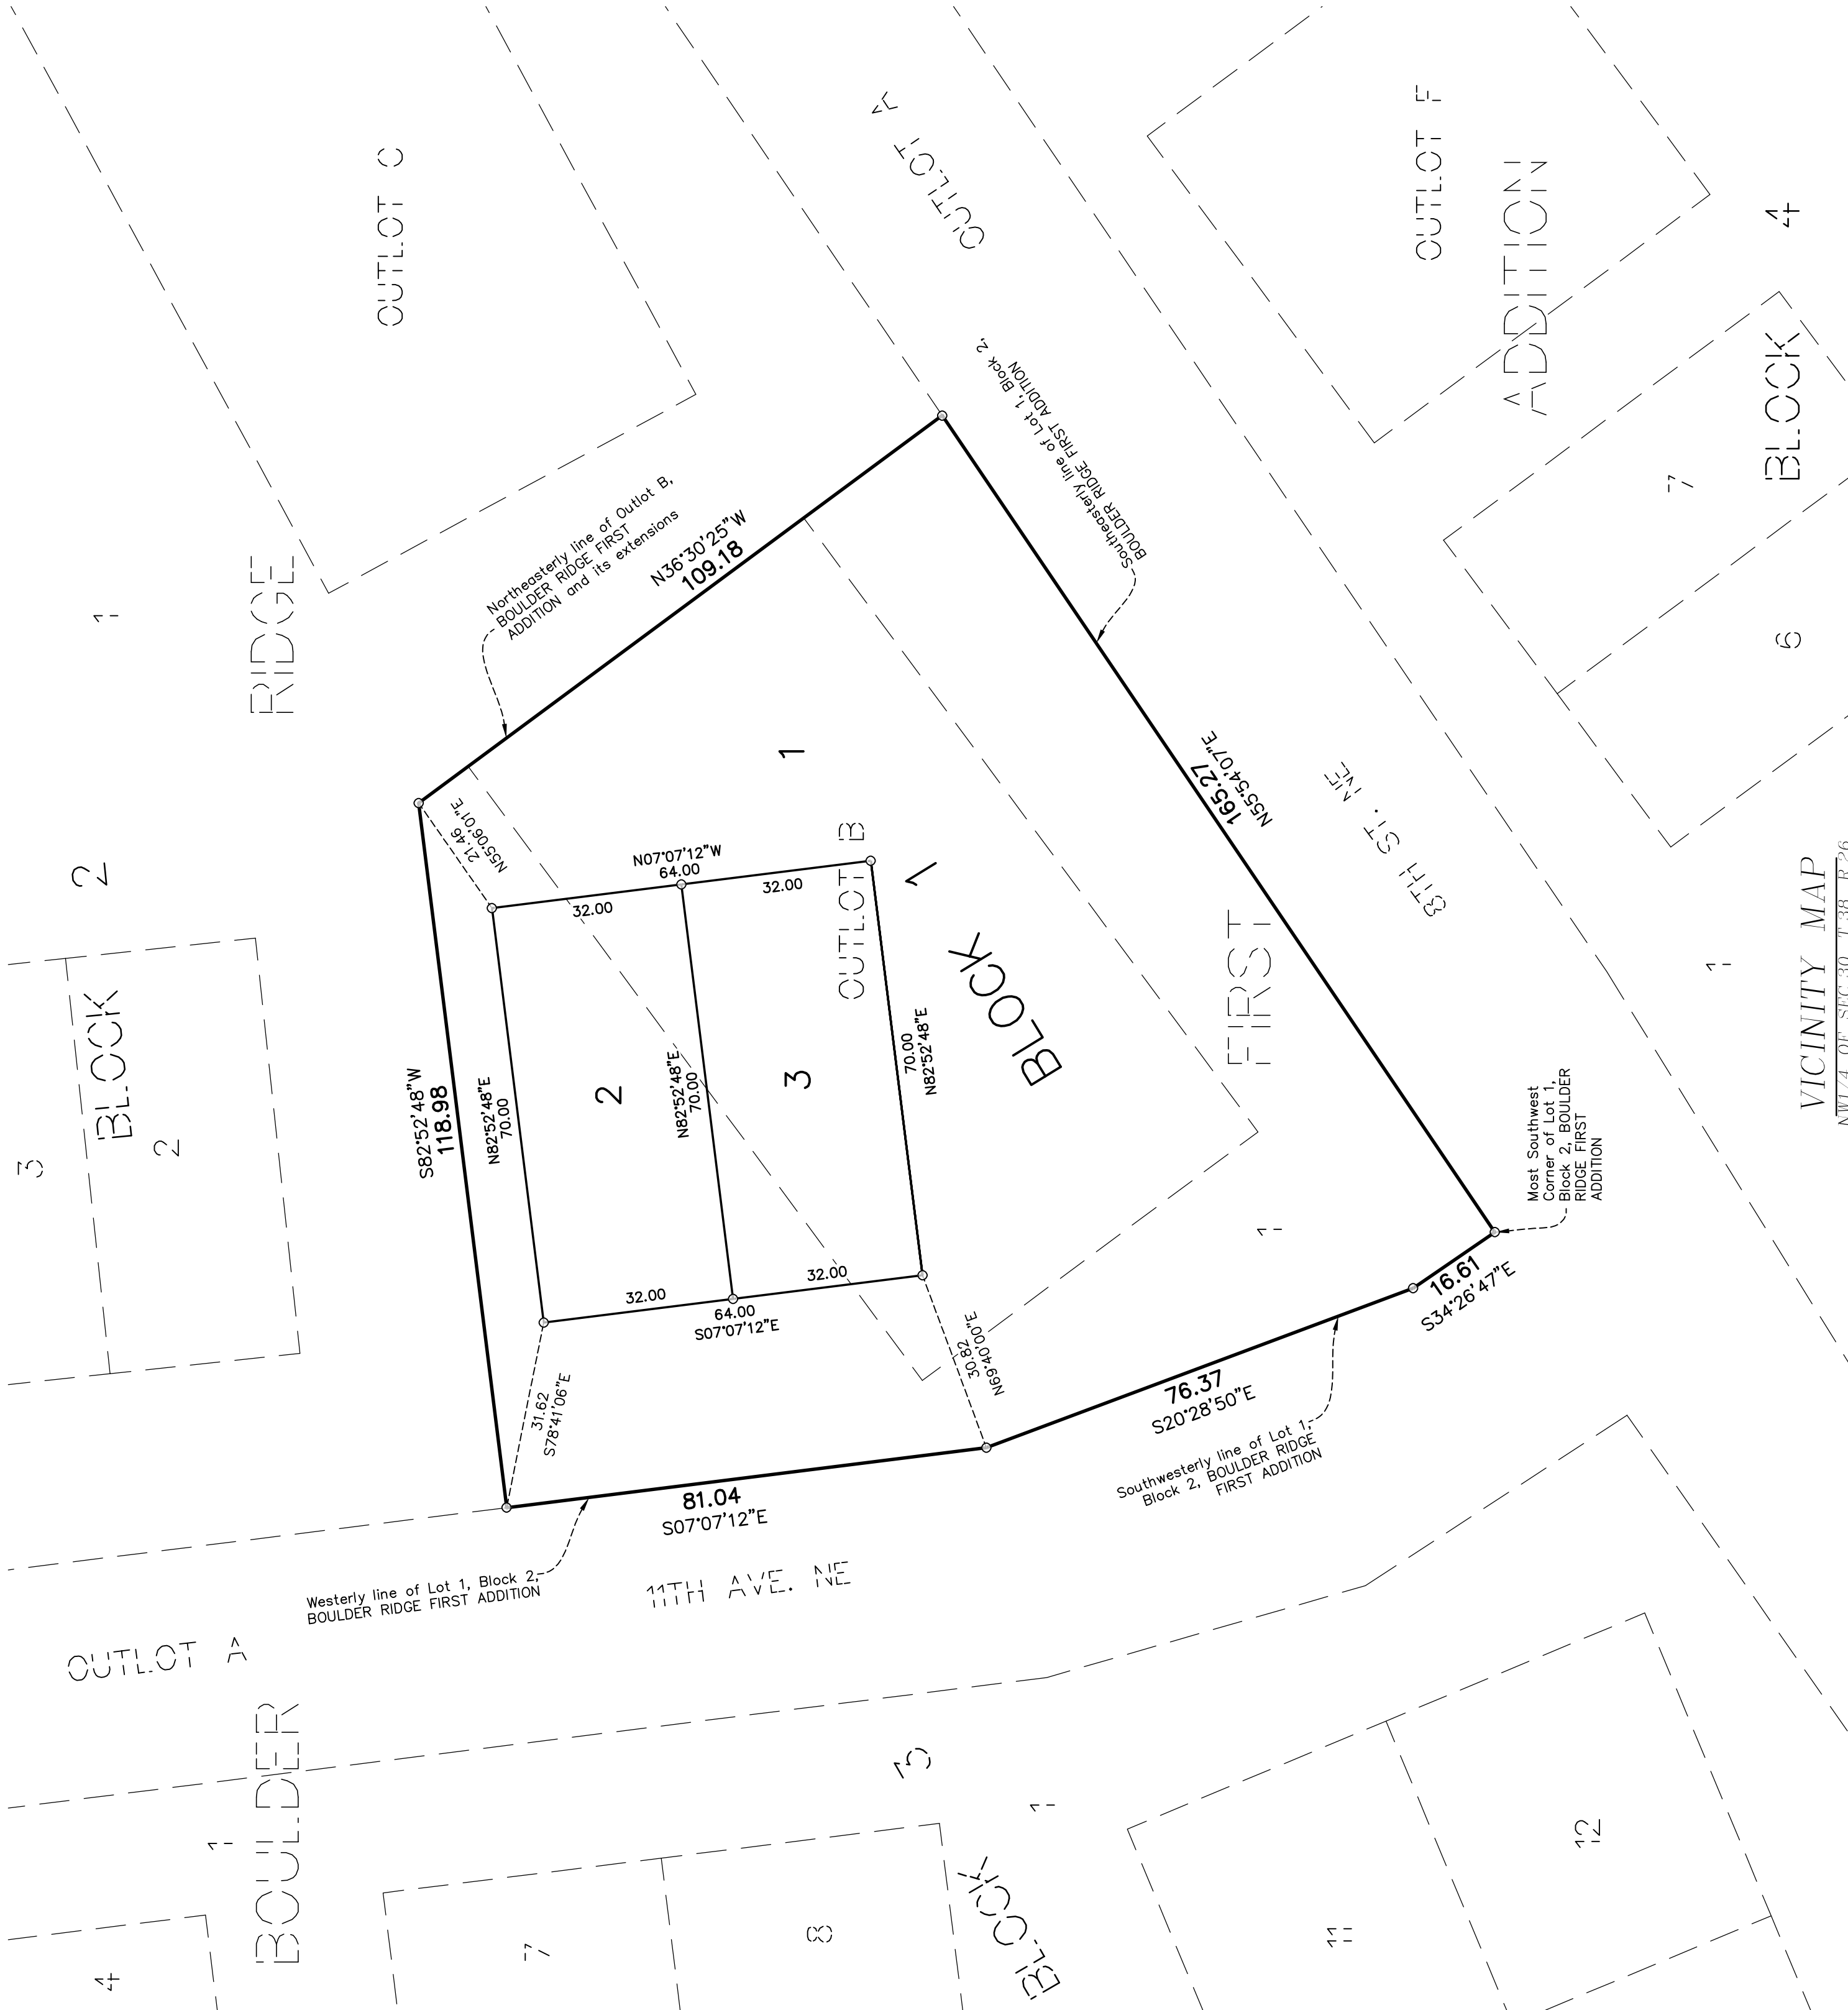 OUTLOT C
OUTLOT A
OUTLOT F
ADDITION
4
BLOCK
7
6
1
RIDGE
2
BLOCK
3
2
Northeasterly line of Outlot B,
BOULDER RIDGE FIRST
ADDITION and its extensions
N36°30'25"W
109.18
Southeasterly line of Lot 1, Block 2,
BOULDER RIDGE FIRST ADDITION
165.27
N55°54'07"E
8TH ST. NE
1
21.46
N55°06'01"E
N07°07'12"W
64.00
32.00
32.00
OUTLOT B
1
BLOCK
FIRST
S82°52'48"W
118.98
N82°52'48"E
70.00
2
N82°52'48"E
70.00
3
70.00
N82°52'48"E
32.00
32.00
64.00
S07°07'12"E
31.62
S78°41'06"E
30.82
N69°40'00"E
1
1
VICINITY MAP
NW1/4 OF SEC.30 T.38 R.26
Most Southwest
Corner of Lot 1,
Block 2, BOULDER
RIDGE FIRST
ADDITION
16.61
S34°26'47"E
76.37
S20°28'50"E
Southwesterly line of Lot 1,
Block 2, BOULDER RIDGE
FIRST ADDITION
81.04
S07°07'12"E
Westerly line of Lot 1, Block 2,
BOULDER RIDGE FIRST ADDITION
11TH AVE. NE
OUTLOT A
BOULDER
1
4
7
8
3
BLOCK
1
11
12